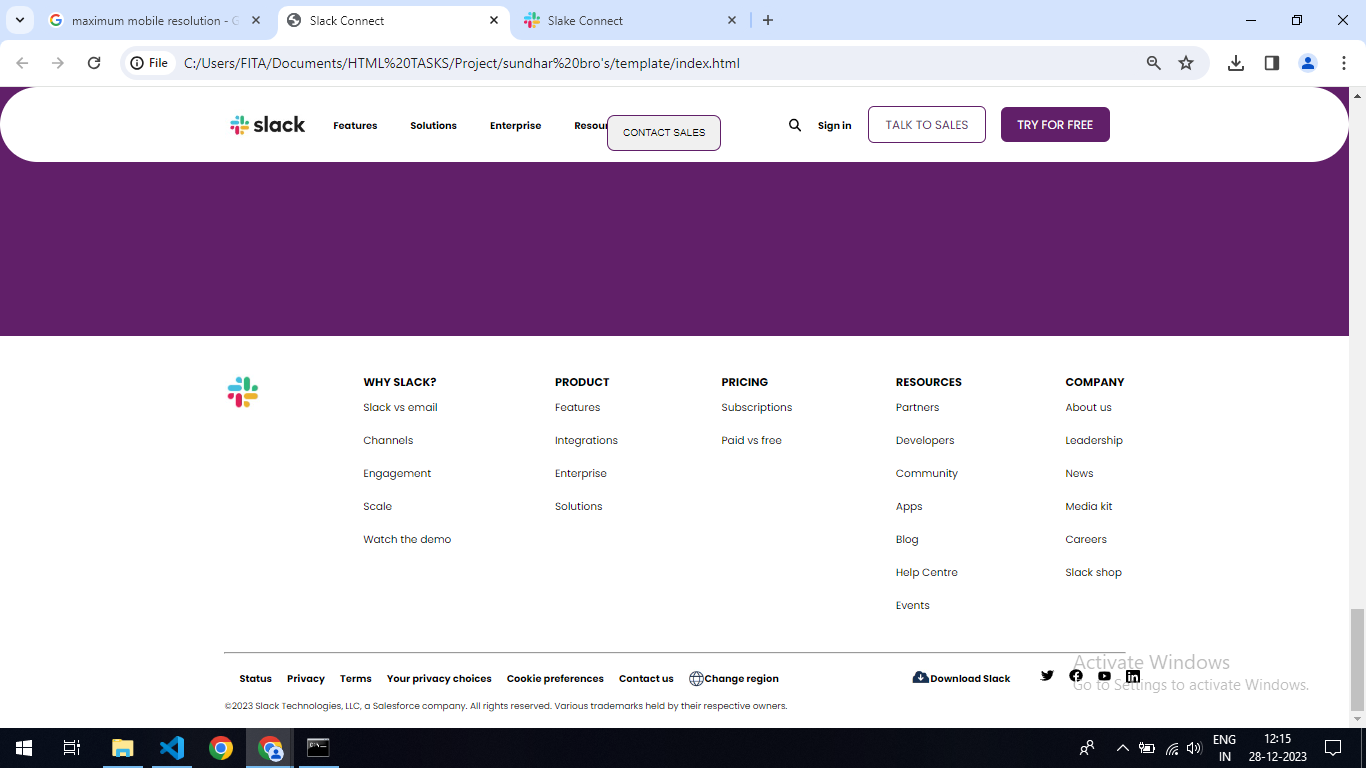 maximum mobile resolution - G
Slack Connect
Slake Connect
File
C:/Users/FITA/Documents/HTML%20TASKS/Project/sundhar%20bro's/template/index.html
slack
Features
Solutions
Enterprise
Resour
CONTACT SALES
Sign in
TALK TO SALES
TRY FOR FREE
WHY SLACK?
Slack vs email
Channels
Engagement
Scale
Watch the demo
PRODUCT
Features
Integrations
Enterprise
Solutions
PRICING
Subscriptions
Paid vs free
RESOURCES
Partners
Developers
Community
Apps
Blog
Help Centre
Events
COMPANY
About us
Leadership
News
Media kit
Careers
Slack shop
Status
Privacy
Terms
Your privacy choices
Cookie preferences
Contact us
Change region
Download Slack
©2023 Slack Technologies, LLC, a Salesforce company. All rights reserved. Various trademarks held by their respective owners.
Activate Windows
Go to Settings to activate Windows.
ENG
IN
12:15
28-12-2023